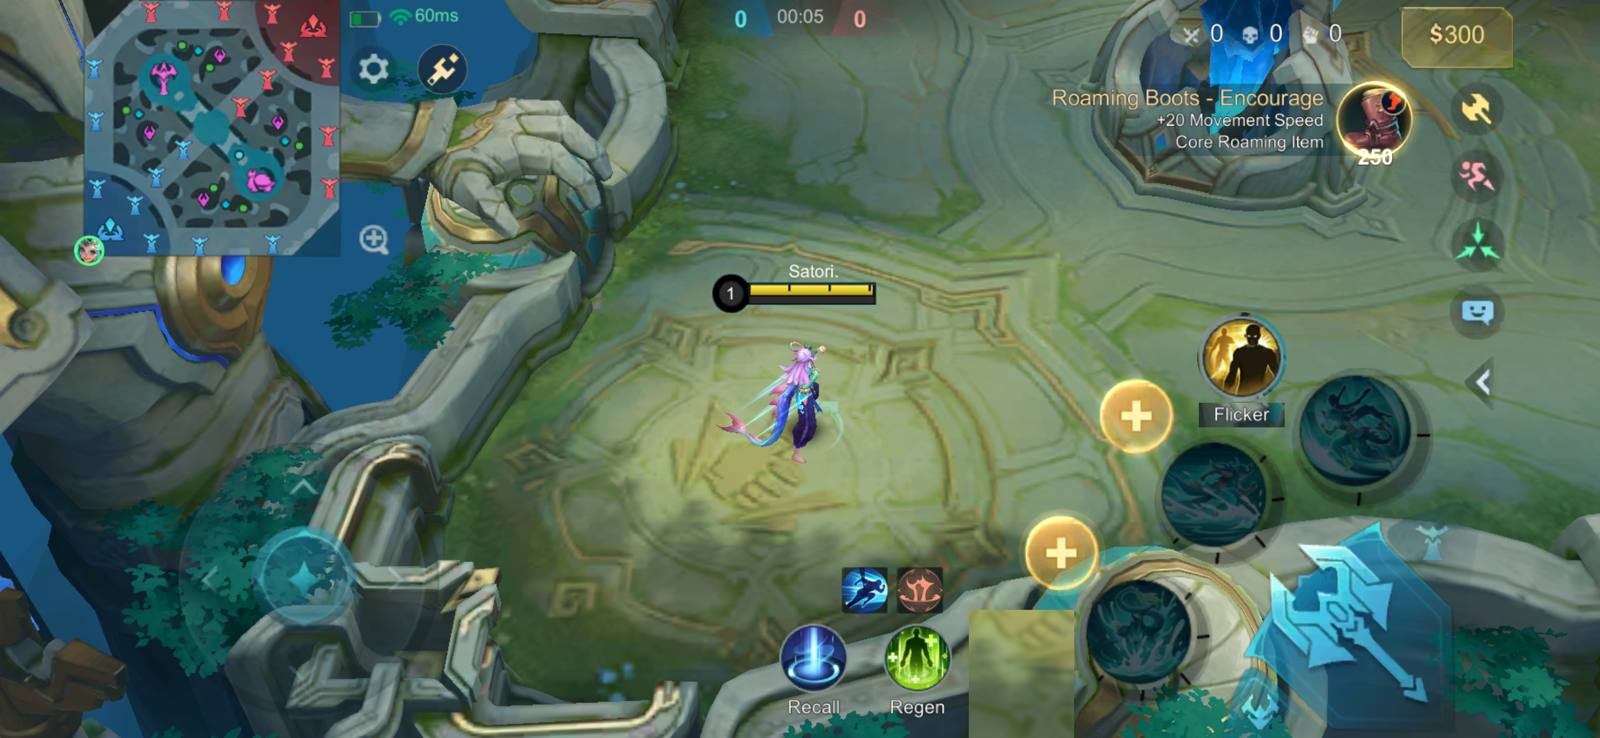 60ms
0
00:05
0
0
0
0
$300
Roaming Boots - Encourage
+20 Movement Speed
Core Roaming Item
250
Satori.
1
Flicker
Recall
Regen